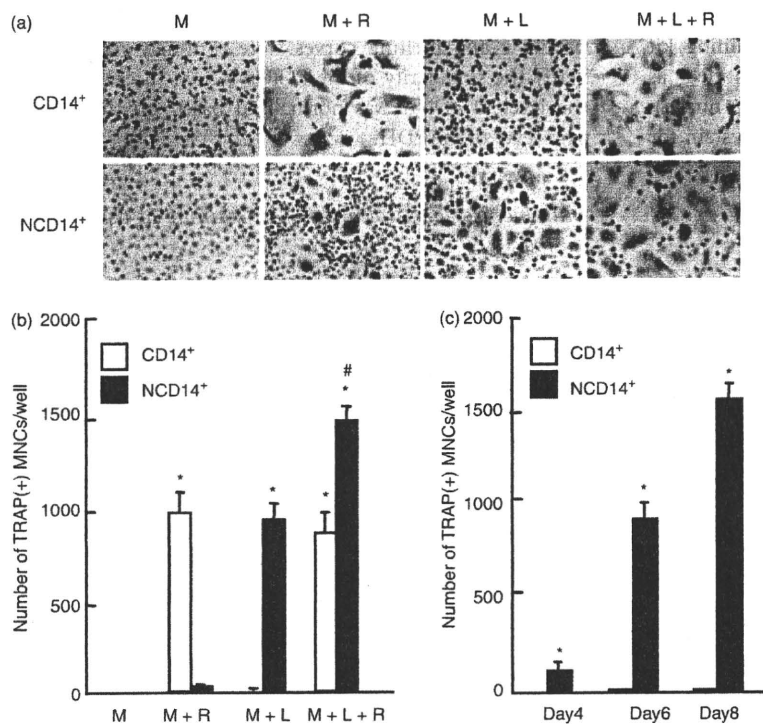 (a) M M + R M + L M + L + R
CD14⁺
NCD14⁺
(b)
2000
1500
1000
500
0
Number of TRAP(+) MNCs/well
CD14⁺
NCD14⁺
*
*
*
#
*
M M + R M + L M + L + R
(c)
2000
1500
1000
500
0
Number of TRAP(+) MNCs/well
CD14⁺
NCD14⁺
*
*
*
Day4 Day6 Day8